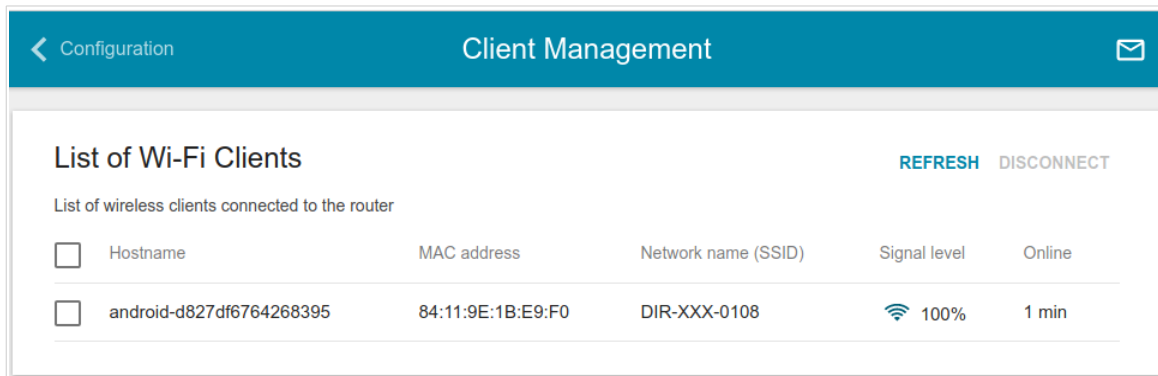 Configuration Client Management
List of Wi-Fi Clients
REFRESH DISCONNECT
List of wireless clients connected to the router
Hostname MAC address Network name (SSID) Signal level Online
android-d827df6764268395 84:11:9E:1B:E9:F0 DIR-XXX-0108 100% 1 min